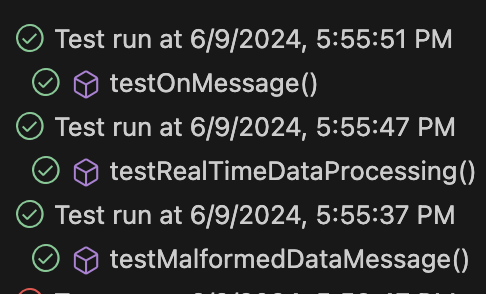 Test run at 6/9/2024, 5:55:51 PM
testOnMessage()
Test run at 6/9/2024, 5:55:47 PM
testRealTimeDataProcessing()
Test run at 6/9/2024, 5:55:37 PM
testMalformedDataMessage()